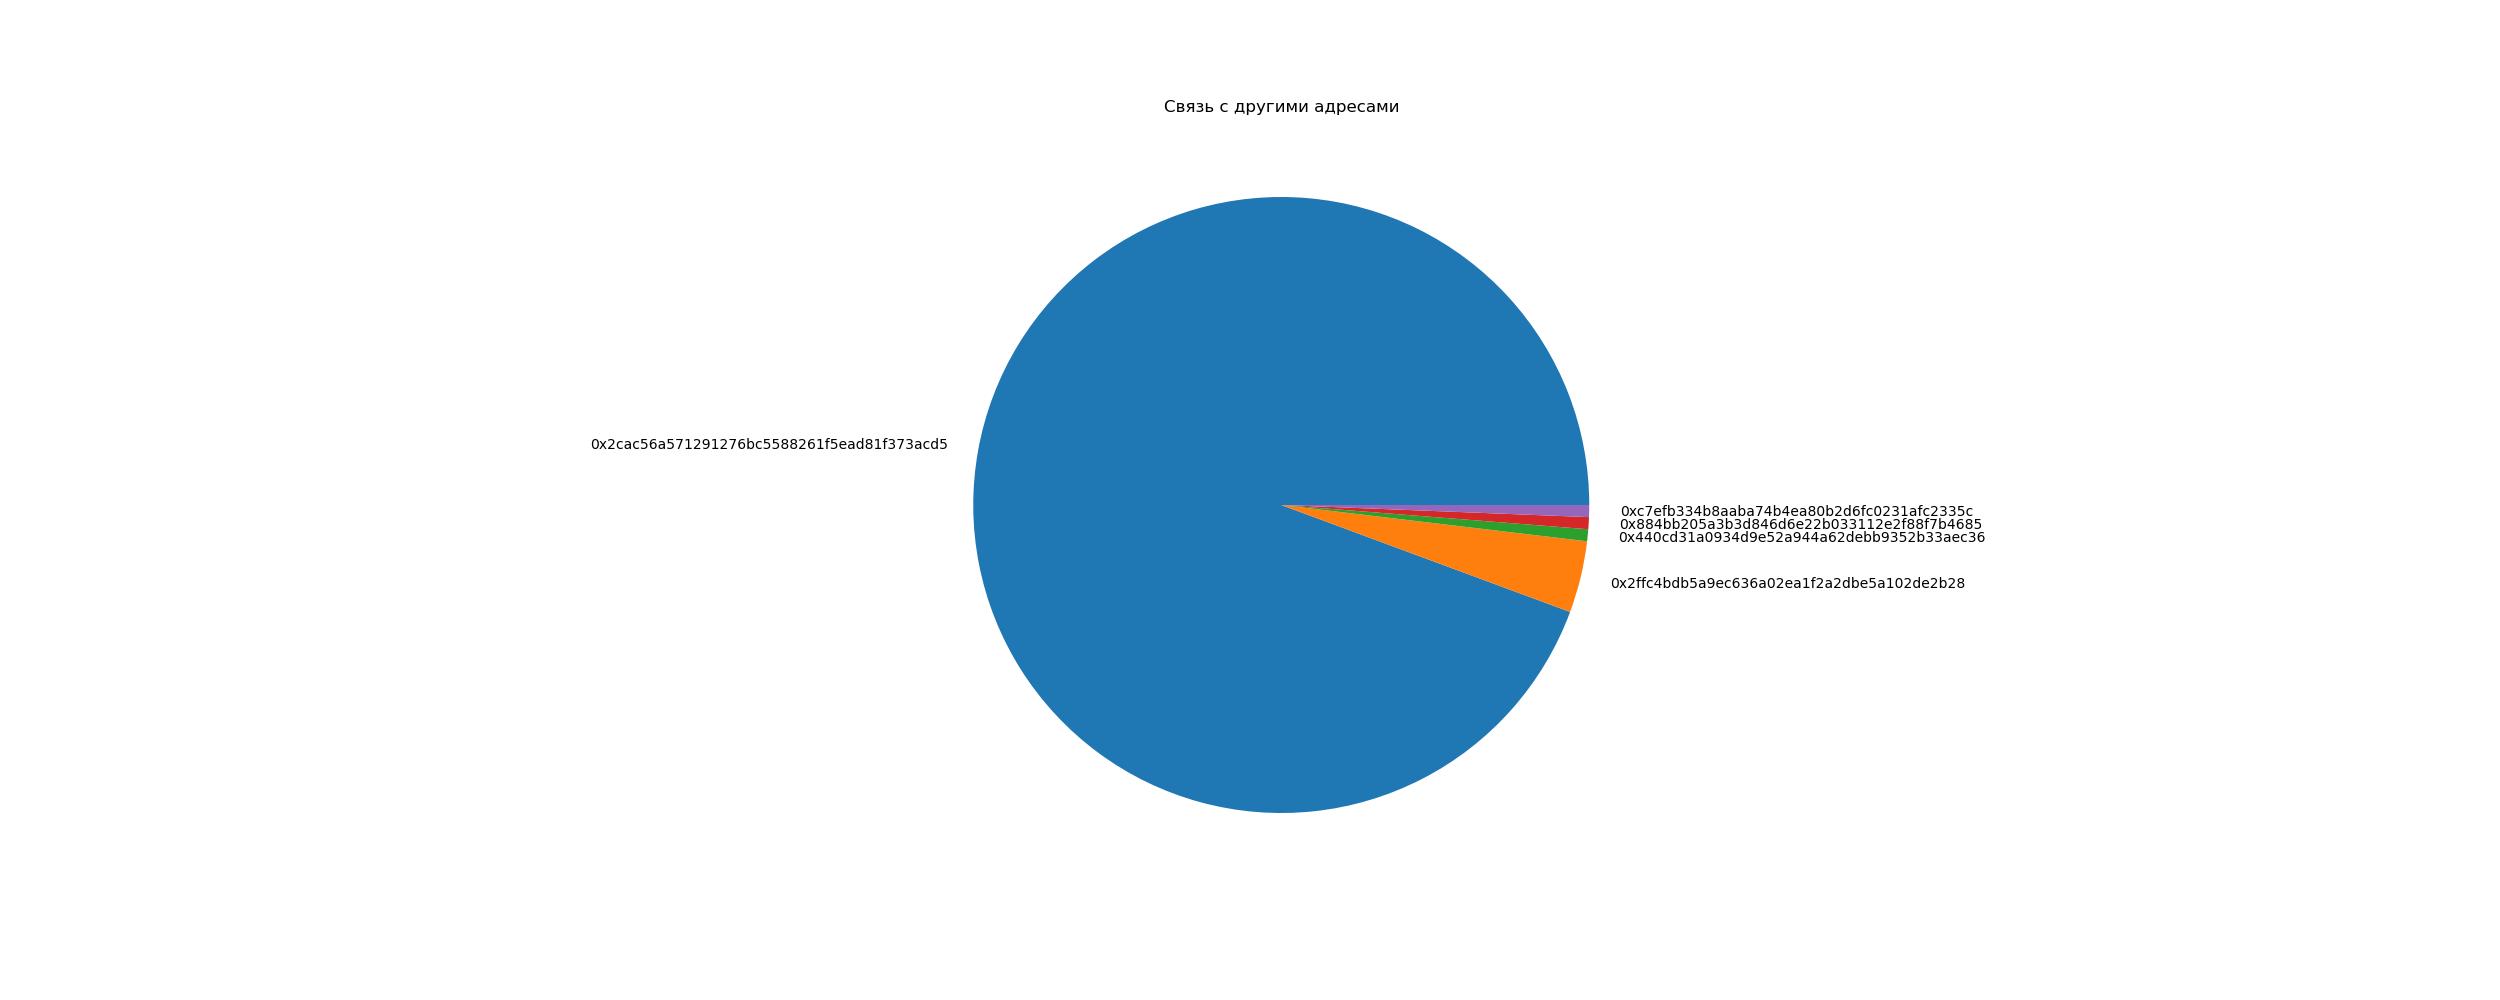 Связь с другими адресами
0x2cac56a571291276bc5588261f5ead81f373acd5
0xc7efb334b8aaba74b4ea80b2d6fc0231afc2335c
0x884bb205a3b3d846d6e22b033112e2f88f7b4685
0x440cd31a0934d9e52a944a62debb9352b33aec36
0x2ffc4bdb5a9ec636a02ea1f2a2dbe5a102de2b28